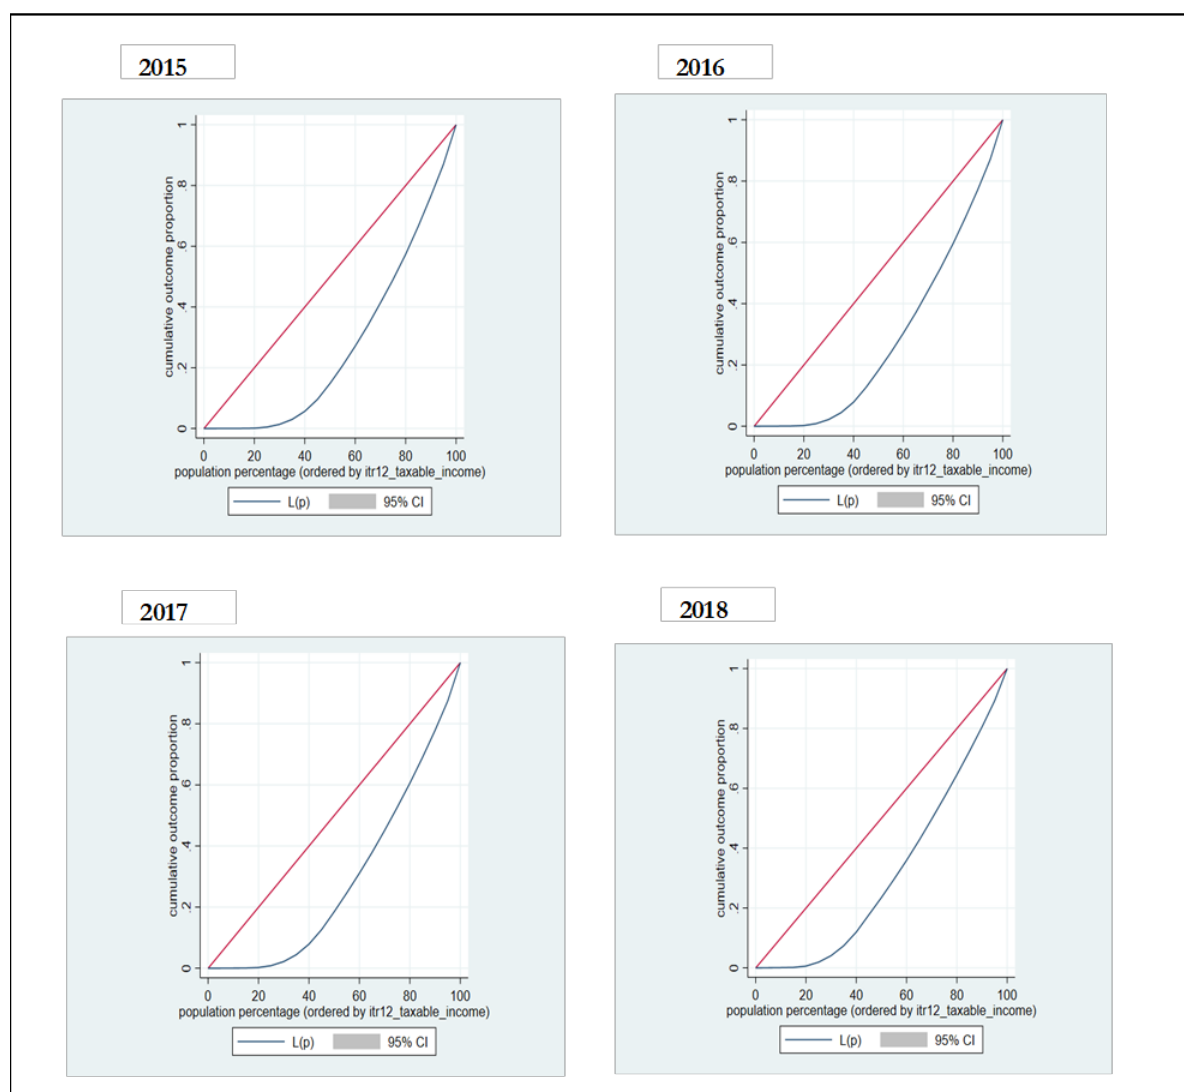 2015
2016
cumulative outcome proportion
0 .2 .4 .6 .8 1
0 20 40 60 80 100
population percentage (ordered by itr12_taxable_income)
L(p) 95% CI
cumulative outcome proportion
0 .2 .4 .6 .8 1
0 20 40 60 80 100
population percentage (ordered by itr12_taxable_income)
L(p) 95% CI
2017
2018
cumulative outcome proportion
0 .2 .4 .6 .8 1
0 20 40 60 80 100
population percentage (ordered by itr12_taxable_income)
L(p) 95% CI
cumulative outcome proportion
0 .2 .4 .6 .8 1
0 20 40 60 80 100
population percentage (ordered by itr12_taxable_income)
L(p) 95% CI